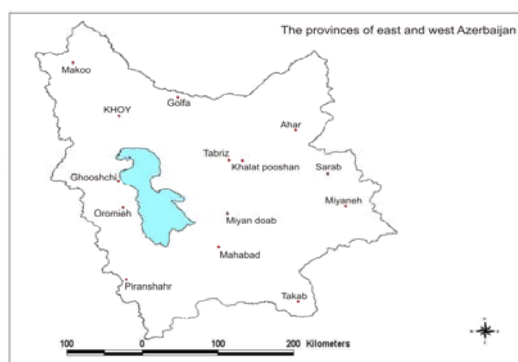 The provinces of east and west Azerbaijan
Makoo
Golfa
KHOY
Ahar
Tabriz
Khalat pooshan
Sarab
Ghooshchi
Miyaneh
Oromieh
Miyan doab
Mahabad
Piranshahr
Takab
100 0 100 200 Kilometers